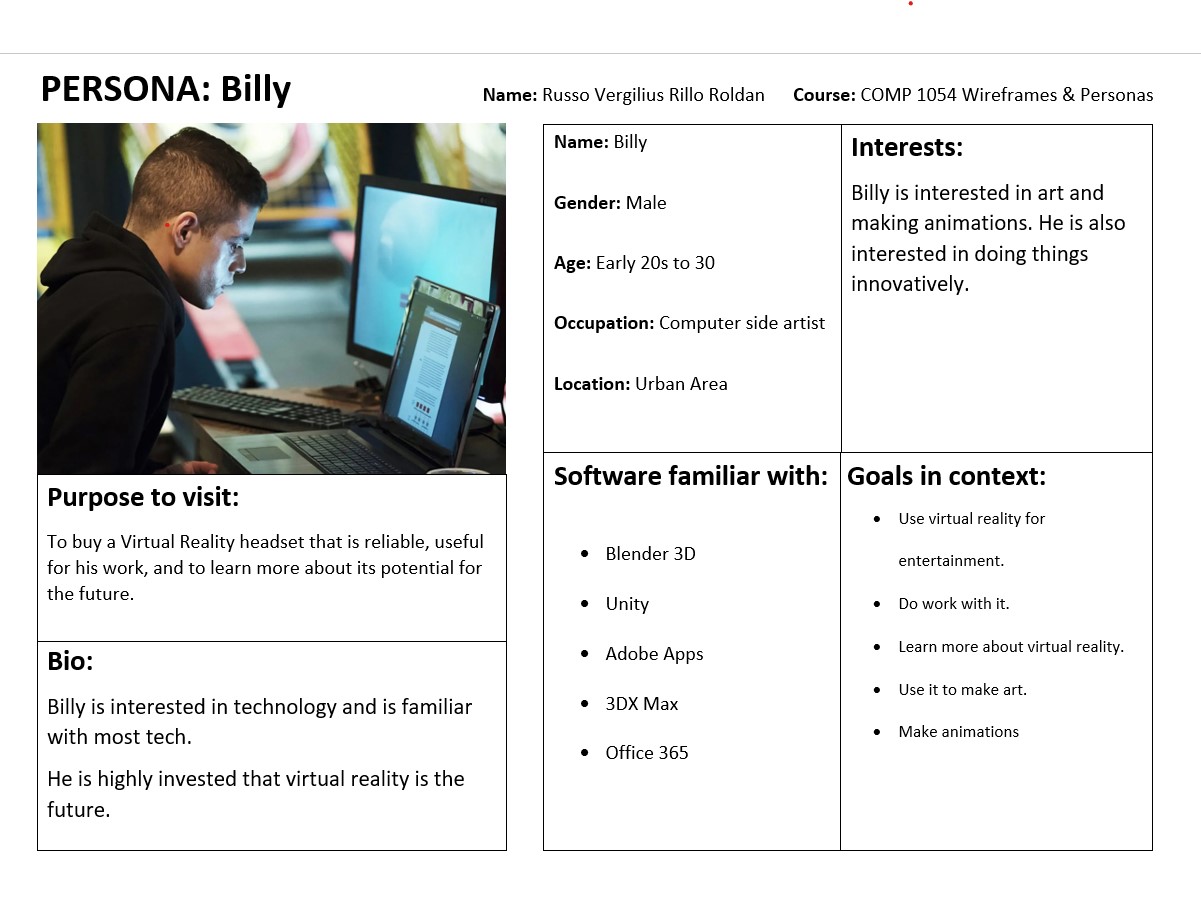 PERSONA: Billy
Name: Russo Vergilius Rillo Roldan
Course: COMP 1054 Wireframes & Personas
Purpose to visit:
To buy a Virtual Reality headset that is reliable, useful
for his work, and to learn more about its potential for
the future.
Bio:
Billy is interested in technology and is familiar
with most tech.
He is highly invested that virtual reality is the
future.
Name: Billy
Gender: Male
Age: Early 20s to 30
Occupation: Computer side artist
Location: Urban Area
Interests:
Billy is interested in art and
making animations. He is also
interested in doing things
innovatively.
Software familiar with:
• Blender 3D
• Unity
• Adobe Apps
• 3DX Max
• Office 365
Goals in context:
• Use virtual reality for
entertainment.
• Do work with it.
• Learn more about virtual reality.
• Use it to make art.
• Make animations